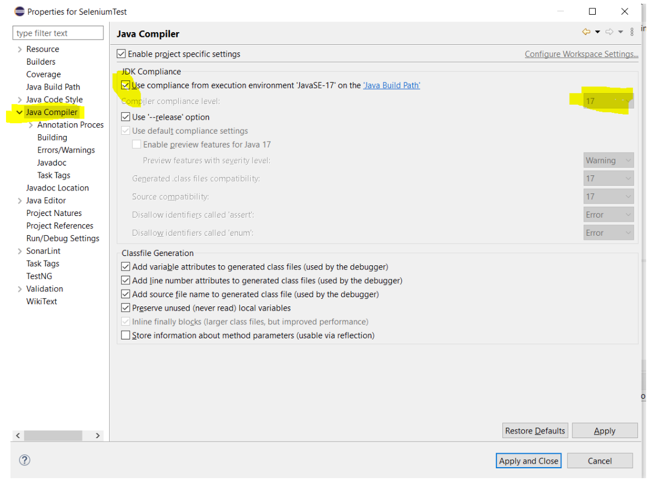 Properties for SeleniumTest
type filter text
Resource
Builders
Coverage
Java Build Path
Java Code Style
Java Compiler
Annotation Proces
Building
Errors/Warnings
Javadoc
Task Tags
Javadoc Location
Java Editor
Project Natures
Project References
Run/Debug Settings
SonarLint
Task Tags
TestNG
Validation
WikiText
Java Compiler
Enable project specific settings
Configure Workspace Settings...
JDK Compliance
Use compliance from execution environment 'JavaSE-17' on the 'Java Build Path'
Compiler compliance level: 17
Use '--release' option
Use default compliance settings
Enable preview features for Java 17
Preview features with severity level: Warning
Generated .class files compatibility: 17
Source compatibility: 17
Disallow identifiers called 'assert': Error
Disallow identifiers called 'enum': Error
Classfile Generation
Add variable attributes to generated class files (used by the debugger)
Add line number attributes to generated class files (used by the debugger)
Add source file name to generated class file (used by the debugger)
Preserve unused (never read) local variables
Inline finally blocks (larger class files, but improved performance)
Store information about method parameters (usable via reflection)
Restore Defaults Apply
Apply and Close Cancel